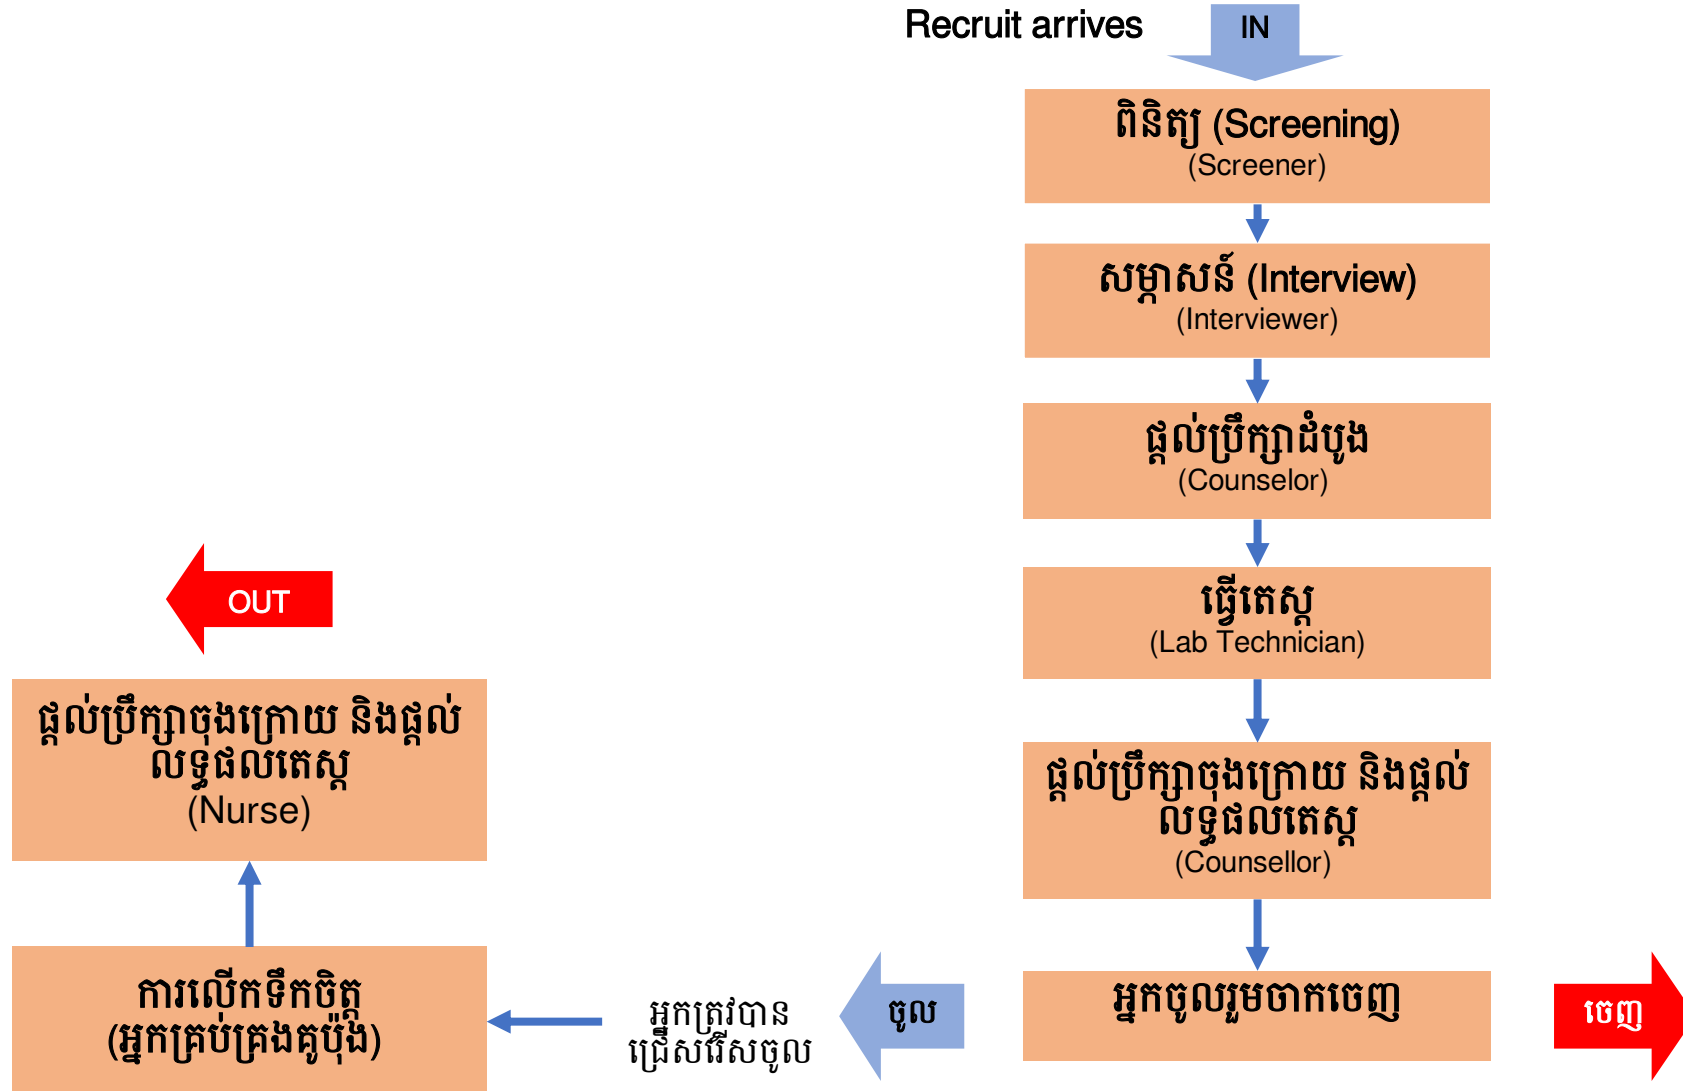 Recruit arrives
IN
ពិនិត្យ (Screening)
(Screener)
សម្ភាសន៍ (Interview)
(Interviewer)
ផ្តល់ប្រឹក្សាដំបូង
(Counselor)
ធ្វើតេស្ត
(Lab Technician)
ផ្តល់ប្រឹក្សាចុងក្រោយ និងផ្តល់
លទ្ធផលតេស្ត
(Counsellor)
អ្នកចូលរួមចាកចេញ
ចេញ
ចូល
អ្នកត្រូវបាន
ជ្រើសរើសចូល
ការលើកទឹកចិត្ត
(អ្នកគ្រប់គ្រងគូប៉ុង)
ផ្តល់ប្រឹក្សាចុងក្រោយ និងផ្តល់
លទ្ធផលតេស្ត
(Nurse)
OUT